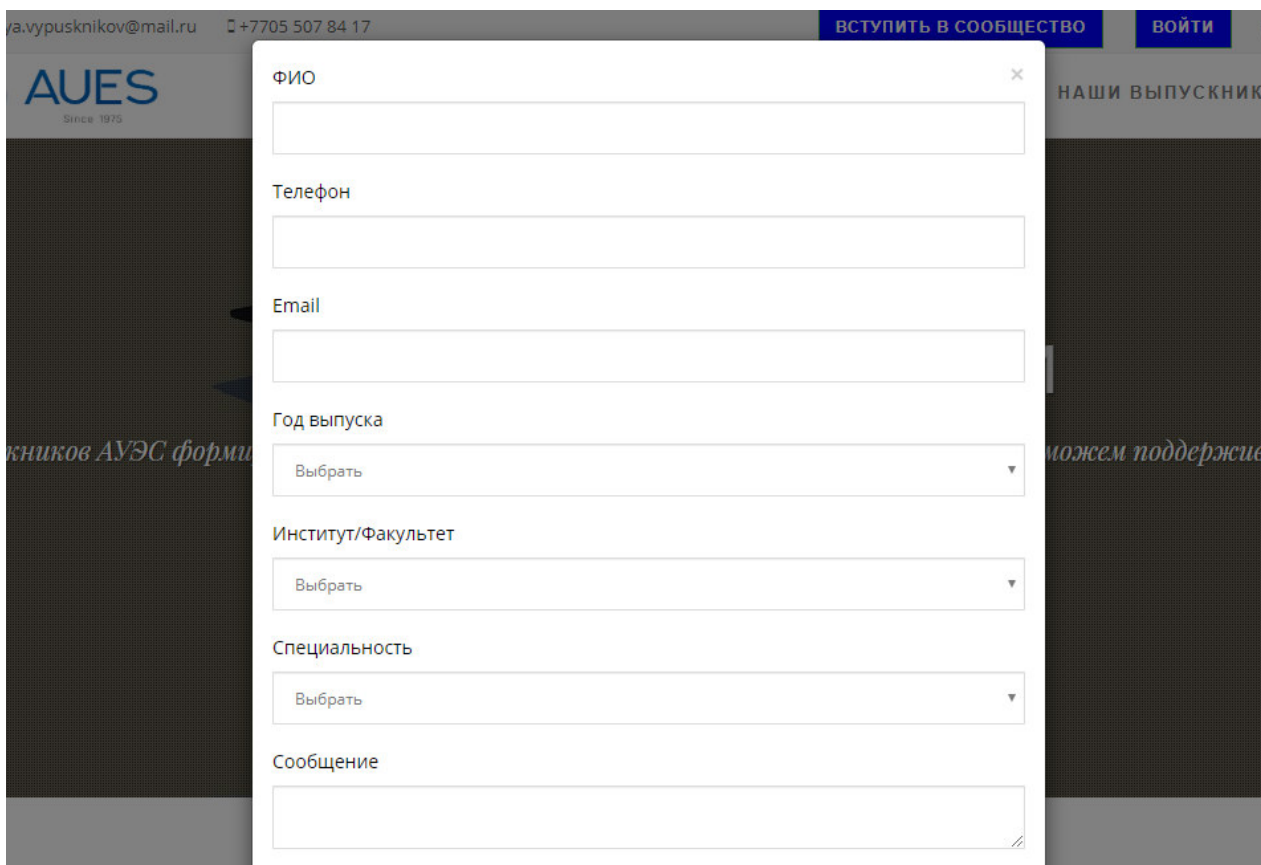 ya.vypusknikov@mail.ru +7705 507 84 17 ВСТУПИТЬ В СООБЩЕСТВО ВОЙТИ
AUES
Since 1975
НАШИ ВЫПУСКНИК
ФИО ×
Телефон
Email
Год выпуска
кников АУЭС форми
можем поддержив
Выбрать
Институт/Факультет
Выбрать
Специальность
Выбрать
Сообщение